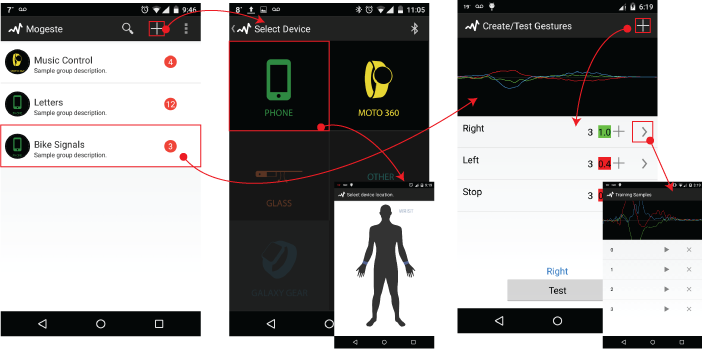 7° 9:46
Mogeste
Music Control
Sample group description.
4
Letters
Sample group description.
12
Bike Signals
Sample group description.
3
8° 11:05
Select Device
PHONE
MOTO 360
GLASS
OTHER
GALAXY GEAR
9:19
Select device location.
WRIST
19° 6:19
Create/Test Gestures
Right 3 1.0
Left 3 0.4
Stop 3
Right
Test
Training Samples
0
1
2
3